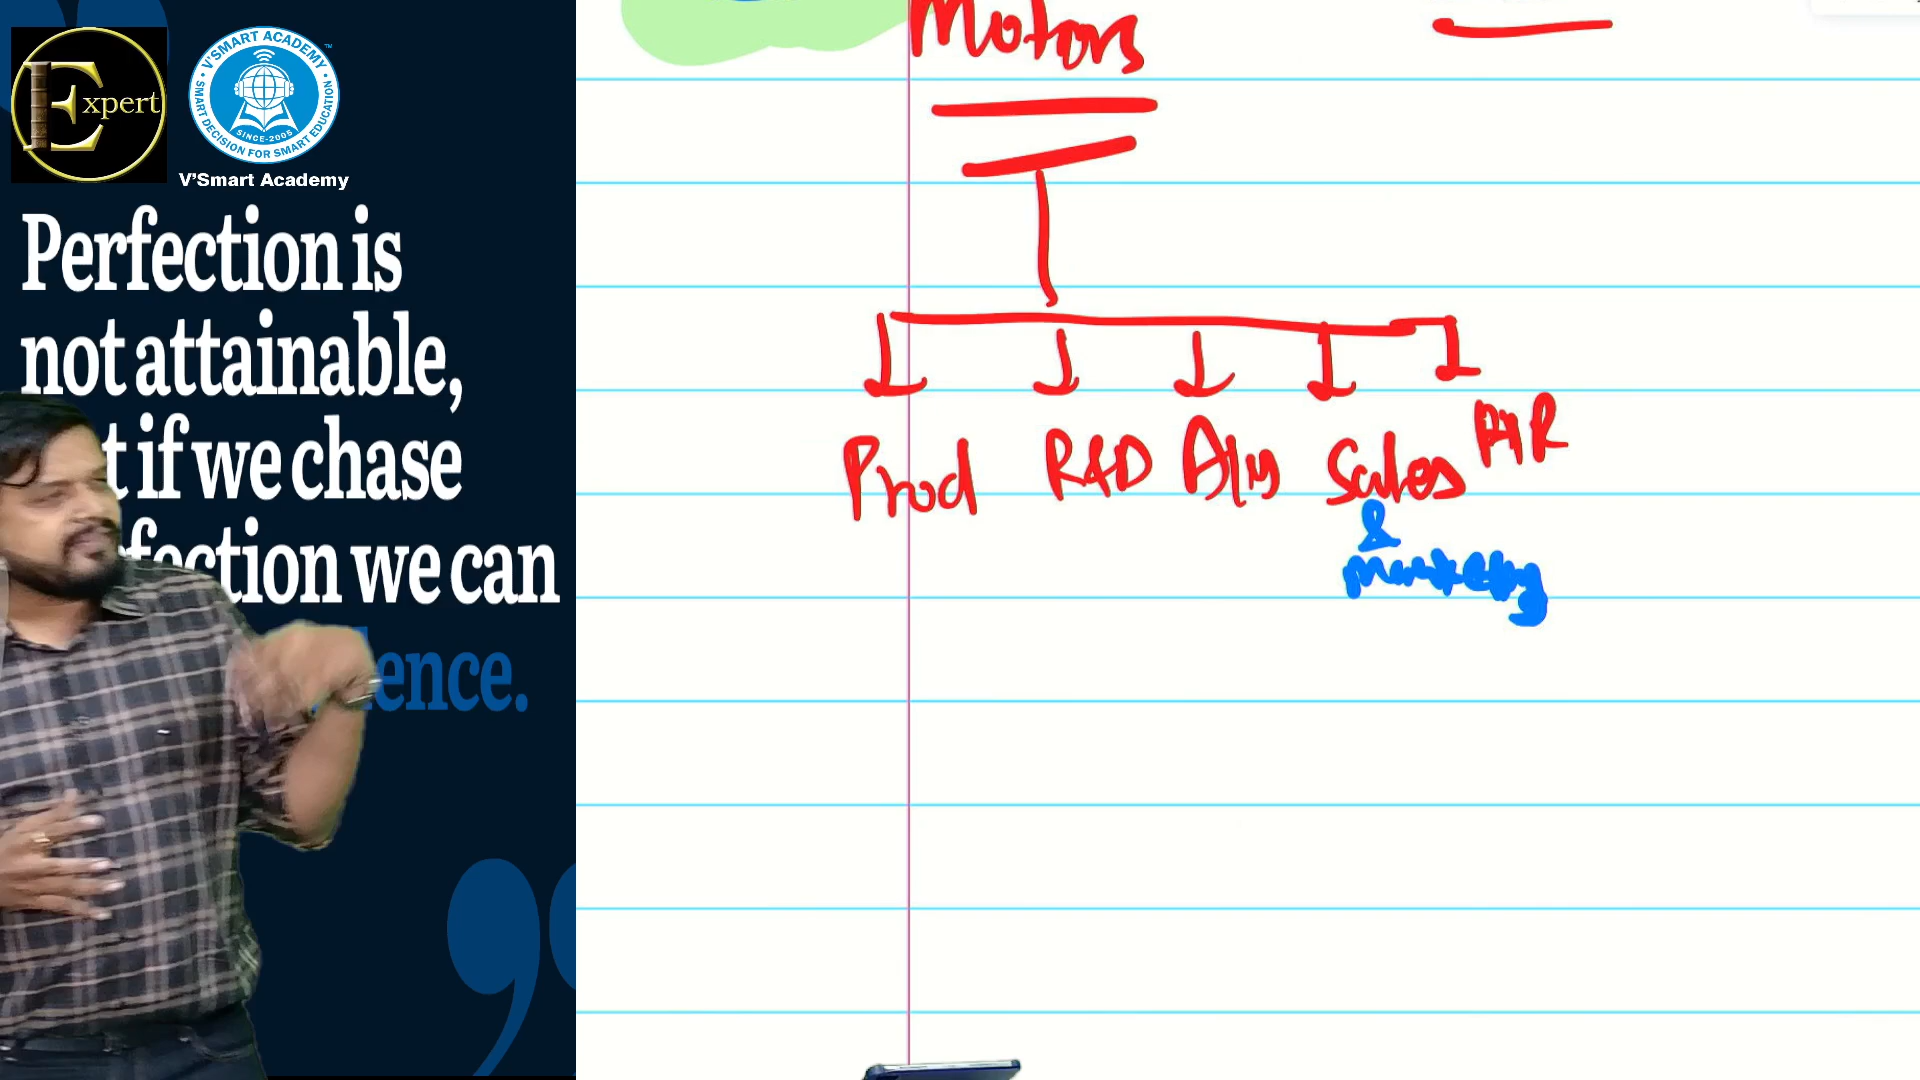 Expert
V'SMART ACADEMY
TM
SMART DECISION FOR SMART EDUCATION
SINCE-2005
V'Smart Academy
Perfection is
not attainable,
t if we chase
fection we can
ence.
Motors
Prod R&D A/cs Sales HR
&
marketing